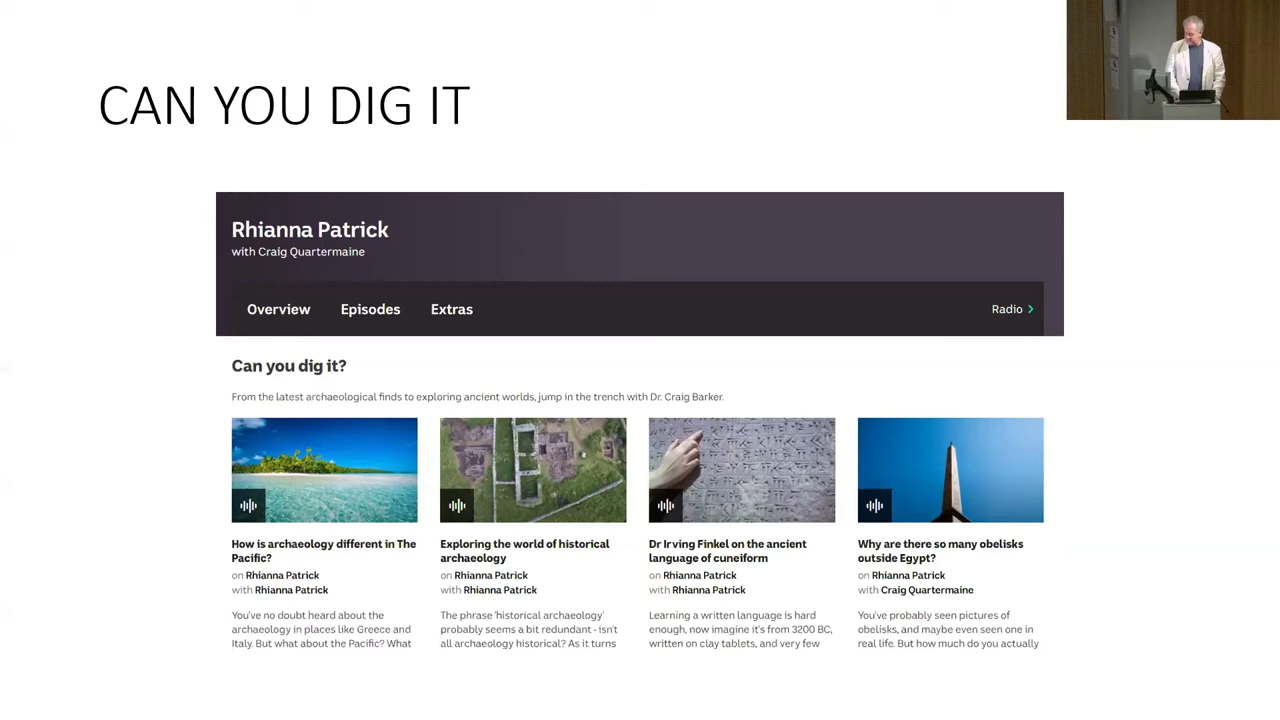 CAN YOU DIG IT
Rhianna Patrick
with Craig Quartermaine
Overview Episodes Extras Radio
Can you dig it?
From the latest archaeological finds to exploring ancient worlds, jump in the trench with Dr. Craig Barker.
How is archaeology different in The
Pacific?
on Rhianna Patrick
with Rhianna Patrick
You've no doubt heard about the
archaeology in places like Greece and
Italy. But what about the Pacific? What
Exploring the world of historical
archaeology
on Rhianna Patrick
with Rhianna Patrick
The phrase 'historical archaeology'
probably seems a bit redundant - isn't
all archaeology historical? As it turns
Dr Irving Finkel on the ancient
language of cuneiform
on Rhianna Patrick
with Rhianna Patrick
Learning a written language is hard
enough, now imagine it's from 3200 BC,
written on clay tablets, and very few
Why are there so many obelisks
outside Egypt?
on Rhianna Patrick
with Craig Quartermaine
You've probably seen pictures of
obelisks, and maybe even seen one in
real life. But how much do you actually